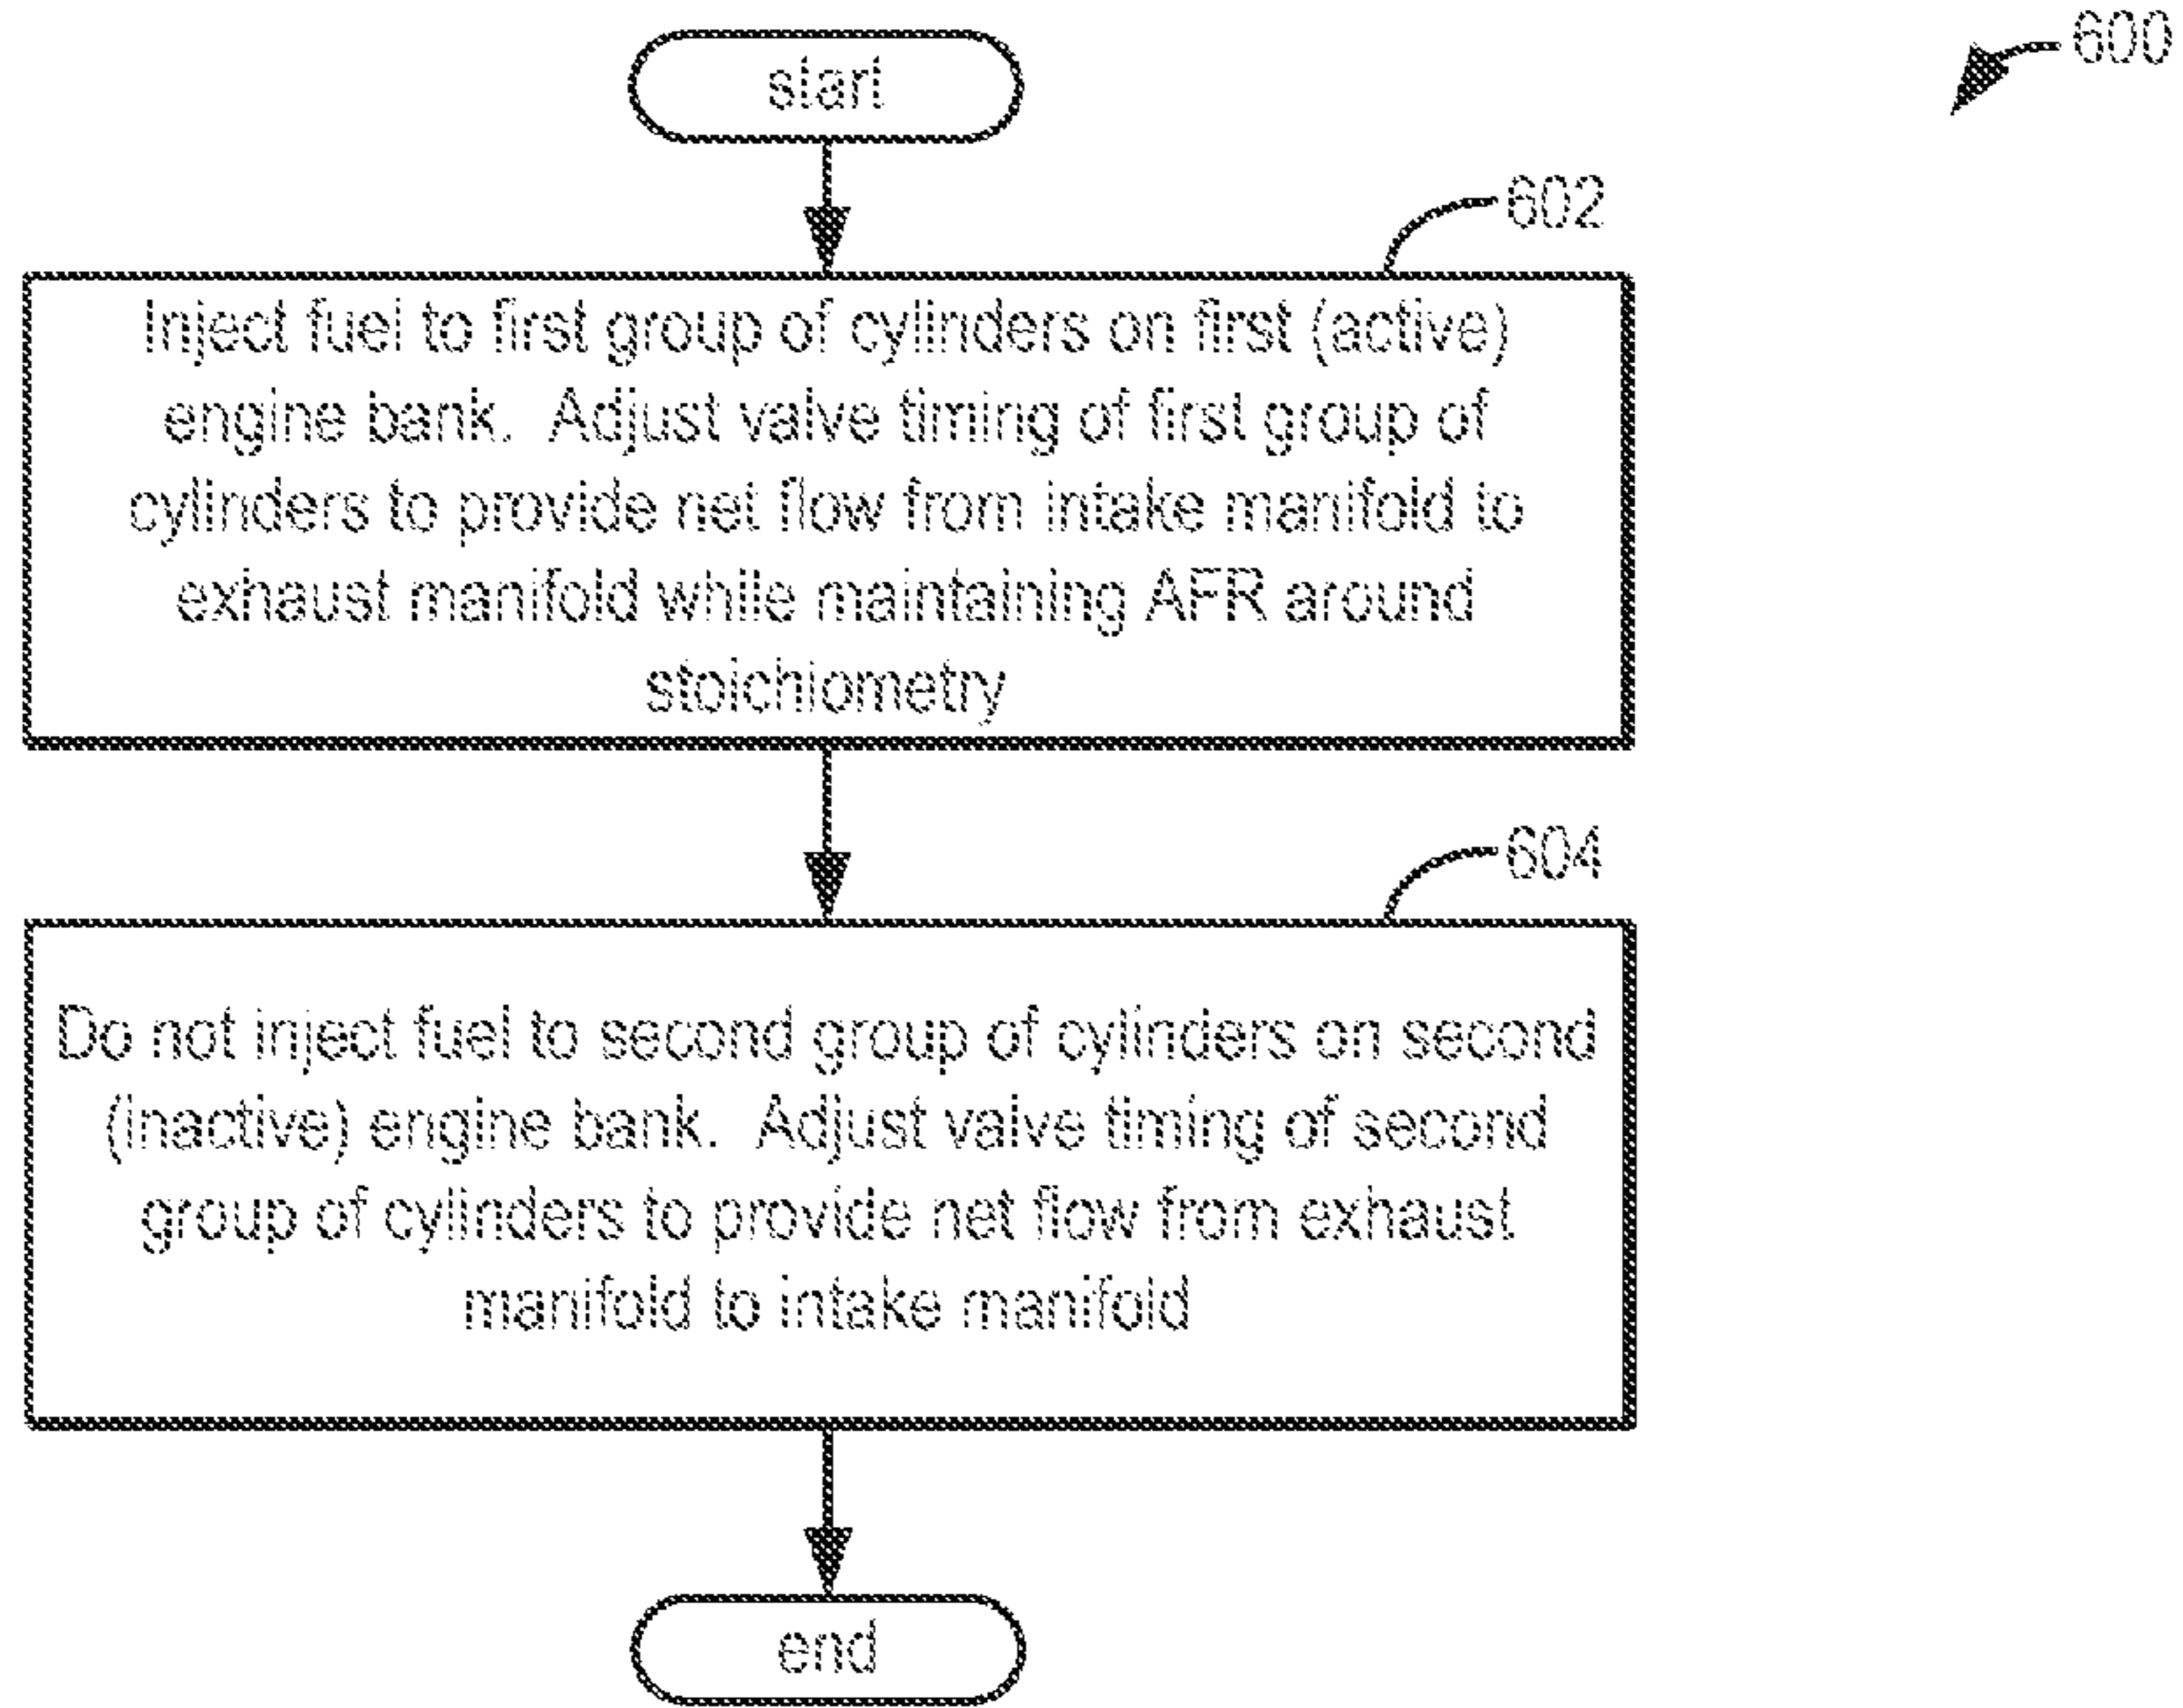 start
600
602
Inject fuel to first group of cylinders on first (active)
engine bank. Adjust valve timing of first group of
cylinders to provide net flow from intake manifold to
exhaust manifold while maintaining AFR around
stoichiometry
604
Do not inject fuel to second group of cylinders on second
(inactive) engine bank. Adjust valve timing of second
group of cylinders to provide net flow from exhaust
manifold to intake manifold
end